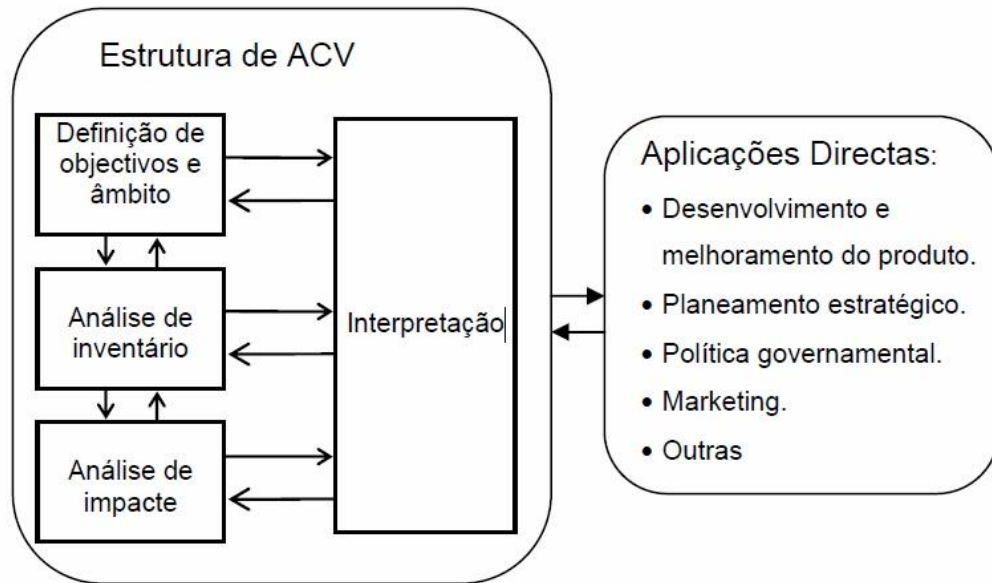 Estrutura de ACV
Definição de
objectivos e
âmbito
Análise de
inventário
Análise de
impacte
Interpretação
Aplicações Directas:
• Desenvolvimento e
melhoramento do produto.
• Planeamento estratégico.
• Política governamental.
• Marketing.
• Outras